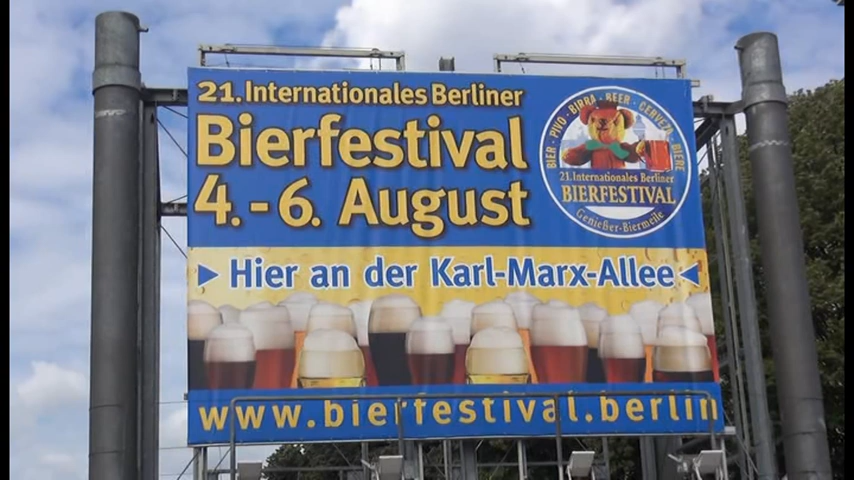 21. Internationales Berliner
Bierfestival
4. - 6. August
BIER · PIVO · BIRRA · BEER · CERVEZA · BIERE
21. Internationales Berliner
BIERFESTIVAL
Genießer-Biermeile
Hier an der Karl-Marx-Allee
www.bierfestival.berlin